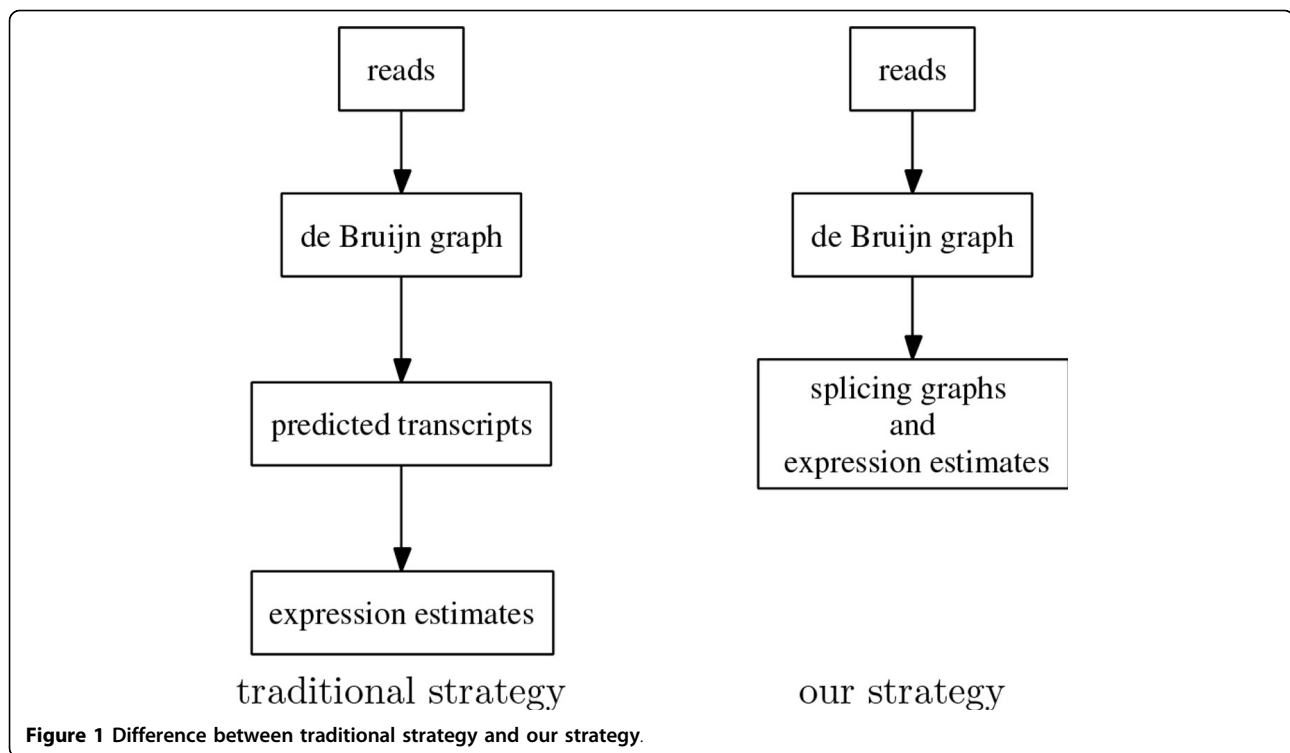 reads
de Bruijn graph
predicted transcripts
expression estimates
traditional strategy
reads
de Bruijn graph
splicing graphs
and
expression estimates
our strategy
Figure 1 Difference between traditional strategy and our strategy.